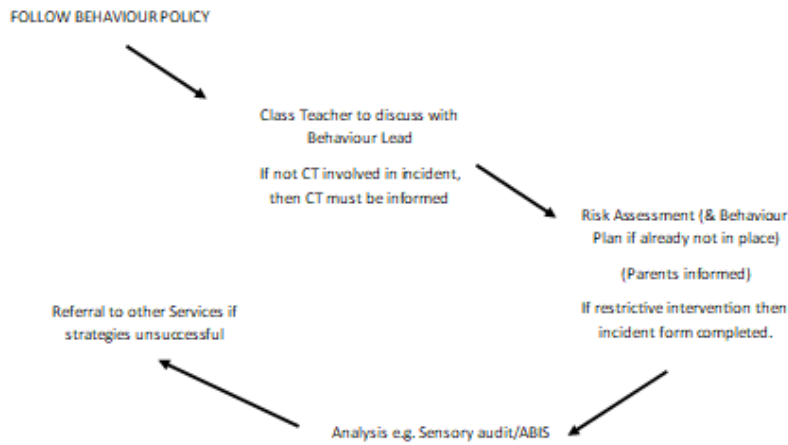 FOLLOW BEHAVIOUR POLICY
Class Teacher to discuss with
Behaviour Lead
If not CT involved in incident,
then CT must be informed
Risk Assessment (& Behaviour
Plan if already not in place)
(Parents informed)
If restrictive intervention then
incident form completed.
Analysis e.g. Sensory audit/ABIS
Referral to other Services if
strategies unsuccessful